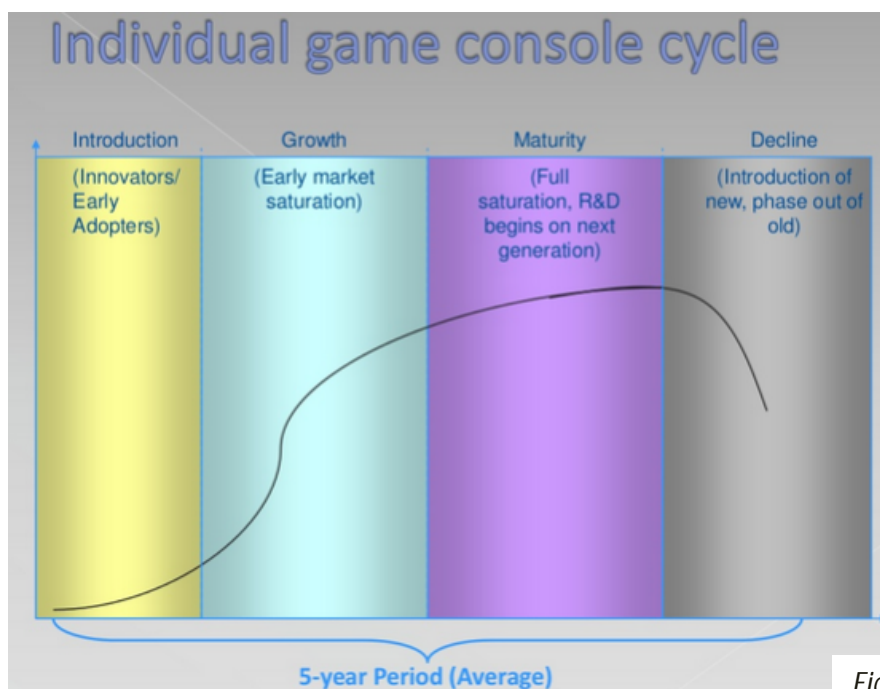 Individual game console cycle
Introduction
Growth
Maturity
Decline
(Innovators/
Early
Adopters)
(Early market
saturation)
(Full
saturation, R&D
begins on next
generation)
(Introduction of
new, phase out of
old)
5-year Period (Average)